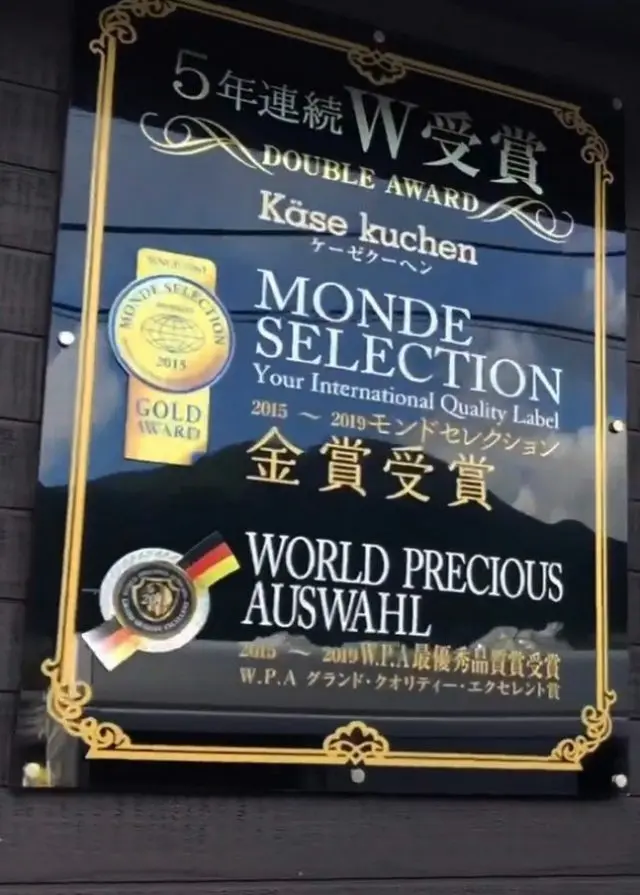 5年連続W受賞
DOUBLE AWARD
Käse kuchen
ケーゼクーヘン
MONDE SELECTION
2015
GOLD
AWARD
MONDE
SELECTION
Your International Quality Label
2015 ～ 2019モンドセレクション
金賞受賞
WORLD PRECIOUS
AUSWAHL
2015 ～ 2019W.P.A最優秀品質賞受賞
W.P.A グランド・クオリティー・エクセレント賞